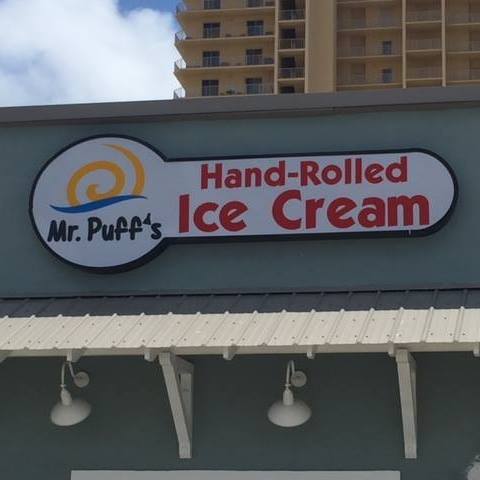 Mr. Puff's
Hand-Rolled
Ice Cream